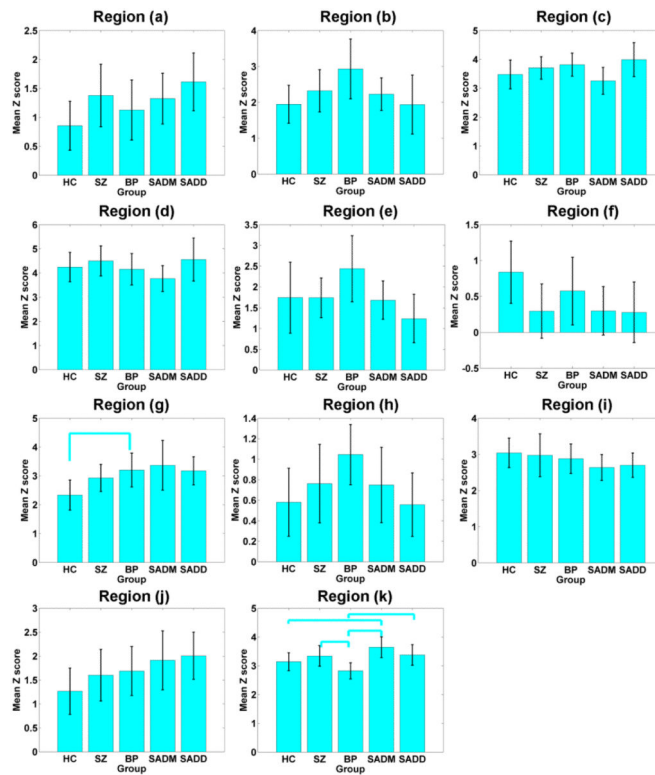 Region (a)
Mean Z score
2.5
2
1.5
1
0.5
0
HC SZ BP SADM SADD
Group
Region (b)
Mean Z score
4
3
2
1
0
HC SZ BP SADM SADD
Group
Region (c)
Mean Z score
5
4
3
2
1
0
HC SZ BP SADM SADD
Group
Region (d)
Mean Z score
6
5
4
3
2
1
0
HC SZ BP SADM SADD
Group
Region (e)
Mean Z score
3.5
3
2.5
2
1.5
1
0.5
0
HC SZ BP SADM SADD
Group
Region (f)
Mean Z score
1.5
1
0.5
0
-0.5
HC SZ BP SADM SADD
Group
Region (g)
Mean Z score
5
4
3
2
1
0
HC SZ BP SADM SADD
Group
Region (h)
Mean Z score
1.4
1.2
1
0.8
0.6
0.4
0.2
0
HC SZ BP SADM SADD
Group
Region (i)
Mean Z score
4
3
2
1
0
HC SZ BP SADM SADD
Group
Region (j)
Mean Z score
3
2.5
2
1.5
1
0.5
0
HC SZ BP SADM SADD
Group
Region (k)
Mean Z score
5
4
3
2
1
0
HC SZ BP SADM SADD
Group